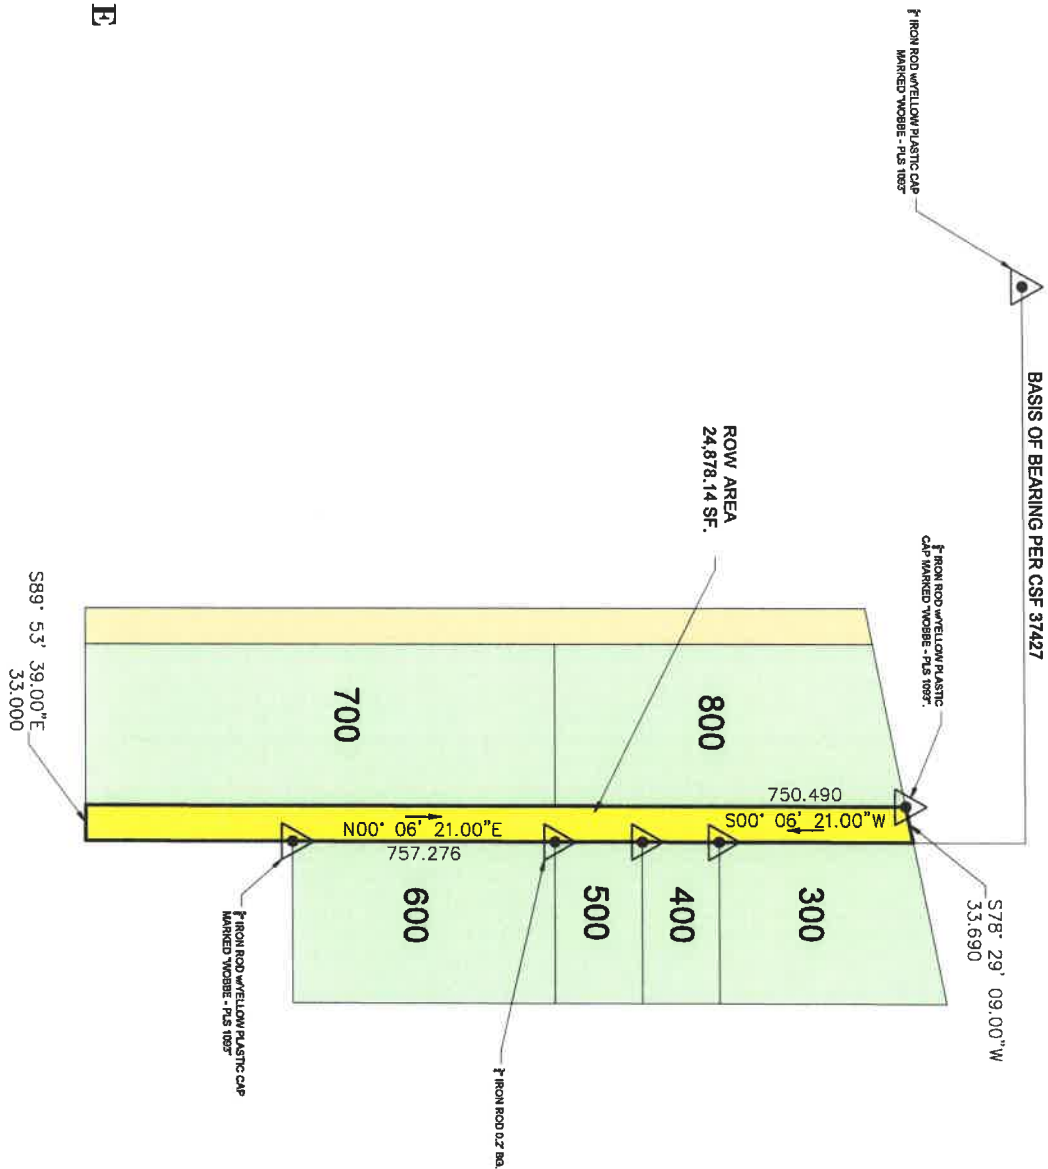 E
IRON ROD w/YELLOW PLASTIC CAP
MARKED "WOBBE - PLS 1093"
BASIS OF BEARING PER CSF 37427
ROW AREA
24,878.14 SF.
IRON ROD w/YELLOW PLASTIC
CAP MARKED "WOBBE - PLS 1093".
S78° 29' 09.00"W
33.690
800
700
750.490
S00° 06' 21.00"W
N00° 06' 21.00"E
757.276
300
400
500
600
S89° 53' 39.00"E
33.000
IRON ROD w/YELLOW PLASTIC CAP
MARKED "WOBBE - PLS 1093"
IRON ROD 0.2' BG.